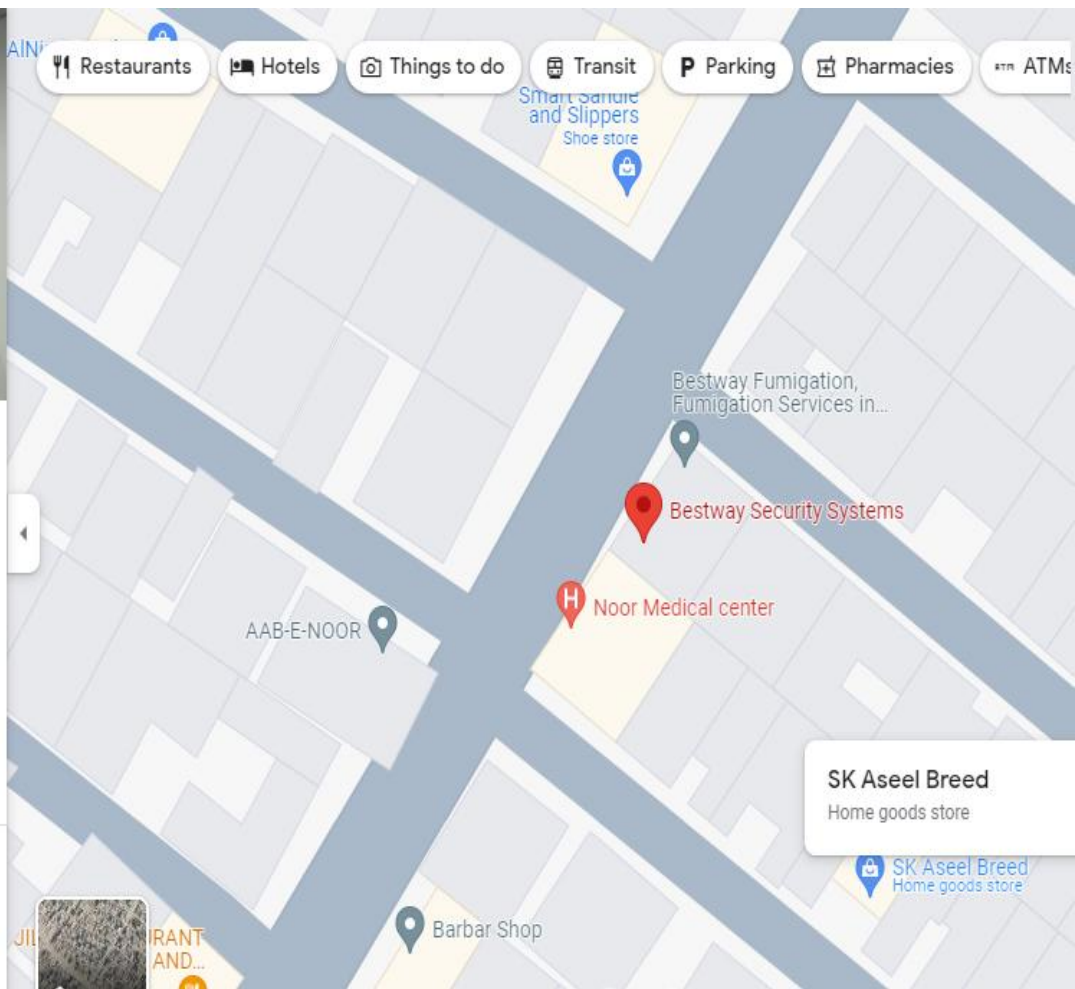 AlNi
Restaurants
Hotels
Things to do
Transit
Parking
Pharmacies
ATMs
Smart Sandle
and Slippers
Shoe store
Bestway Fumigation,
Fumigation Services in...
Bestway Security Systems
Noor Medical center
AAB-E-NOOR
SK Aseel Breed
Home goods store
SK Aseel Breed
Home goods store
Barbar Shop
AND...